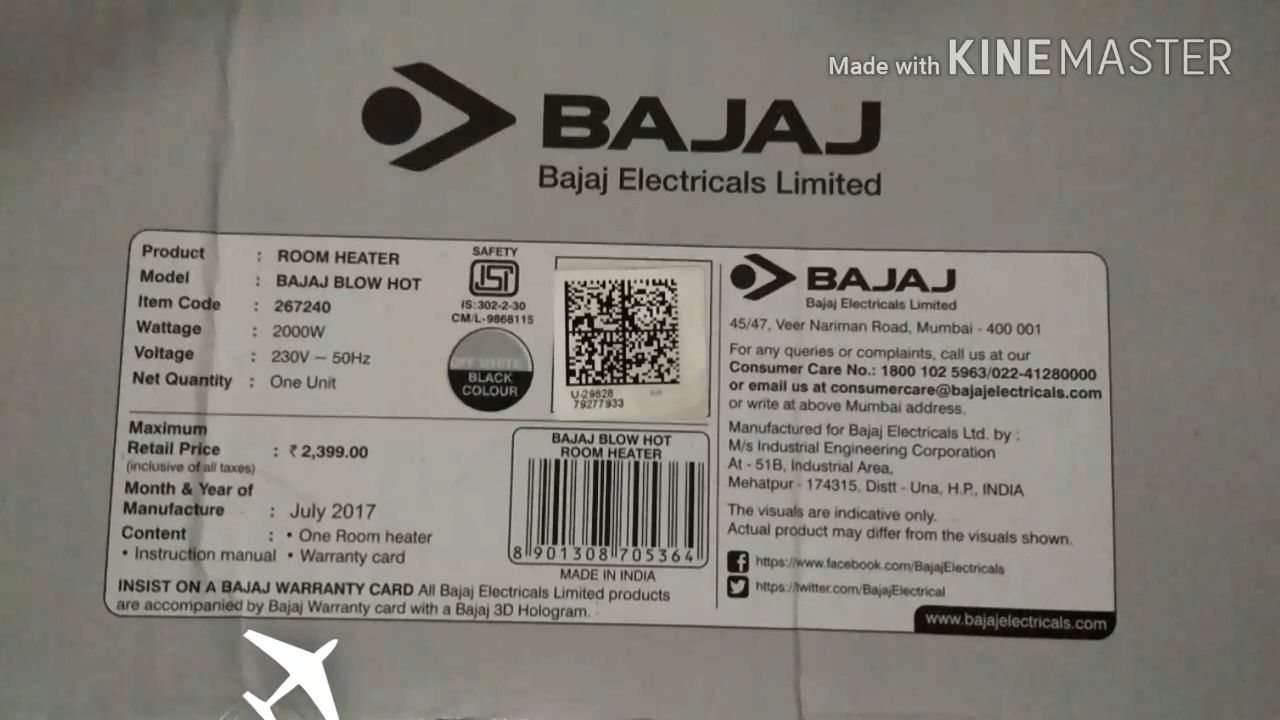 Made with KINEMASTER
BAJAJ
Bajaj Electricals Limited
Product : ROOM HEATER
Model : BAJAJ BLOW HOT
Item Code : 267240
Wattage : 2000W
Voltage : 230V ~ 50Hz
Net Quantity : One Unit
SAFETY
ISI
IS:302-2-30
CM/L-9868115
OFF WHITE
BLACK
COLOUR
U-29828
79277933
Maximum
Retail Price : ₹ 2,399.00
(inclusive of all taxes)
Month & Year of
Manufacture : July 2017
Content : • One Room heater
• Instruction manual • Warranty card
BAJAJ BLOW HOT
ROOM HEATER
8 901308 705364
MADE IN INDIA
INSIST ON A BAJAJ WARRANTY CARD All Bajaj Electricals Limited products
are accompanied by Bajaj Warranty card with a Bajaj 3D Hologram.
BAJAJ
Bajaj Electricals Limited
45/47, Veer Nariman Road, Mumbai - 400 001
For any queries or complaints, call us at our
Consumer Care No.: 1800 102 5963/022-41280000
or email us at consumercare@bajajelectricals.com
or write at above Mumbai address.
Manufactured for Bajaj Electricals Ltd. by :
M/s Industrial Engineering Corporation
At - 51B, Industrial Area,
Mehatpur - 174315, Distt - Una, H.P., INDIA
The visuals are indicative only.
Actual product may differ from the visuals shown.
https://www.facebook.com/BajajElectricals
https://twitter.com/BajajElectrical
www.bajajelectricals.com